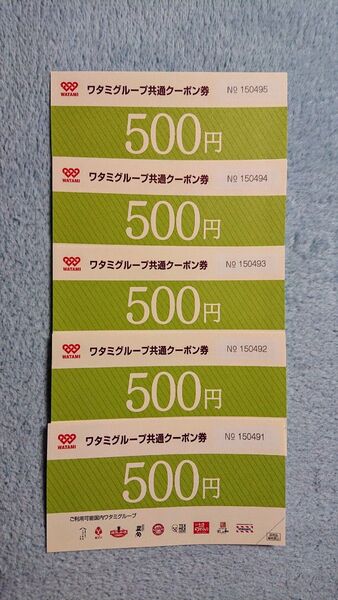 WATAMI
ワタミグループ共通クーポン券 № 150495
500円
WATAMI
ワタミグループ共通クーポン券 № 150494
500円
WATAMI
ワタミグループ共通クーポン券 № 150493
500円
WATAMI
ワタミグループ共通クーポン券 № 150492
500円
WATAMI
ワタミグループ共通クーポン券 № 150491
500円
ご利用可能国内ワタミグループ